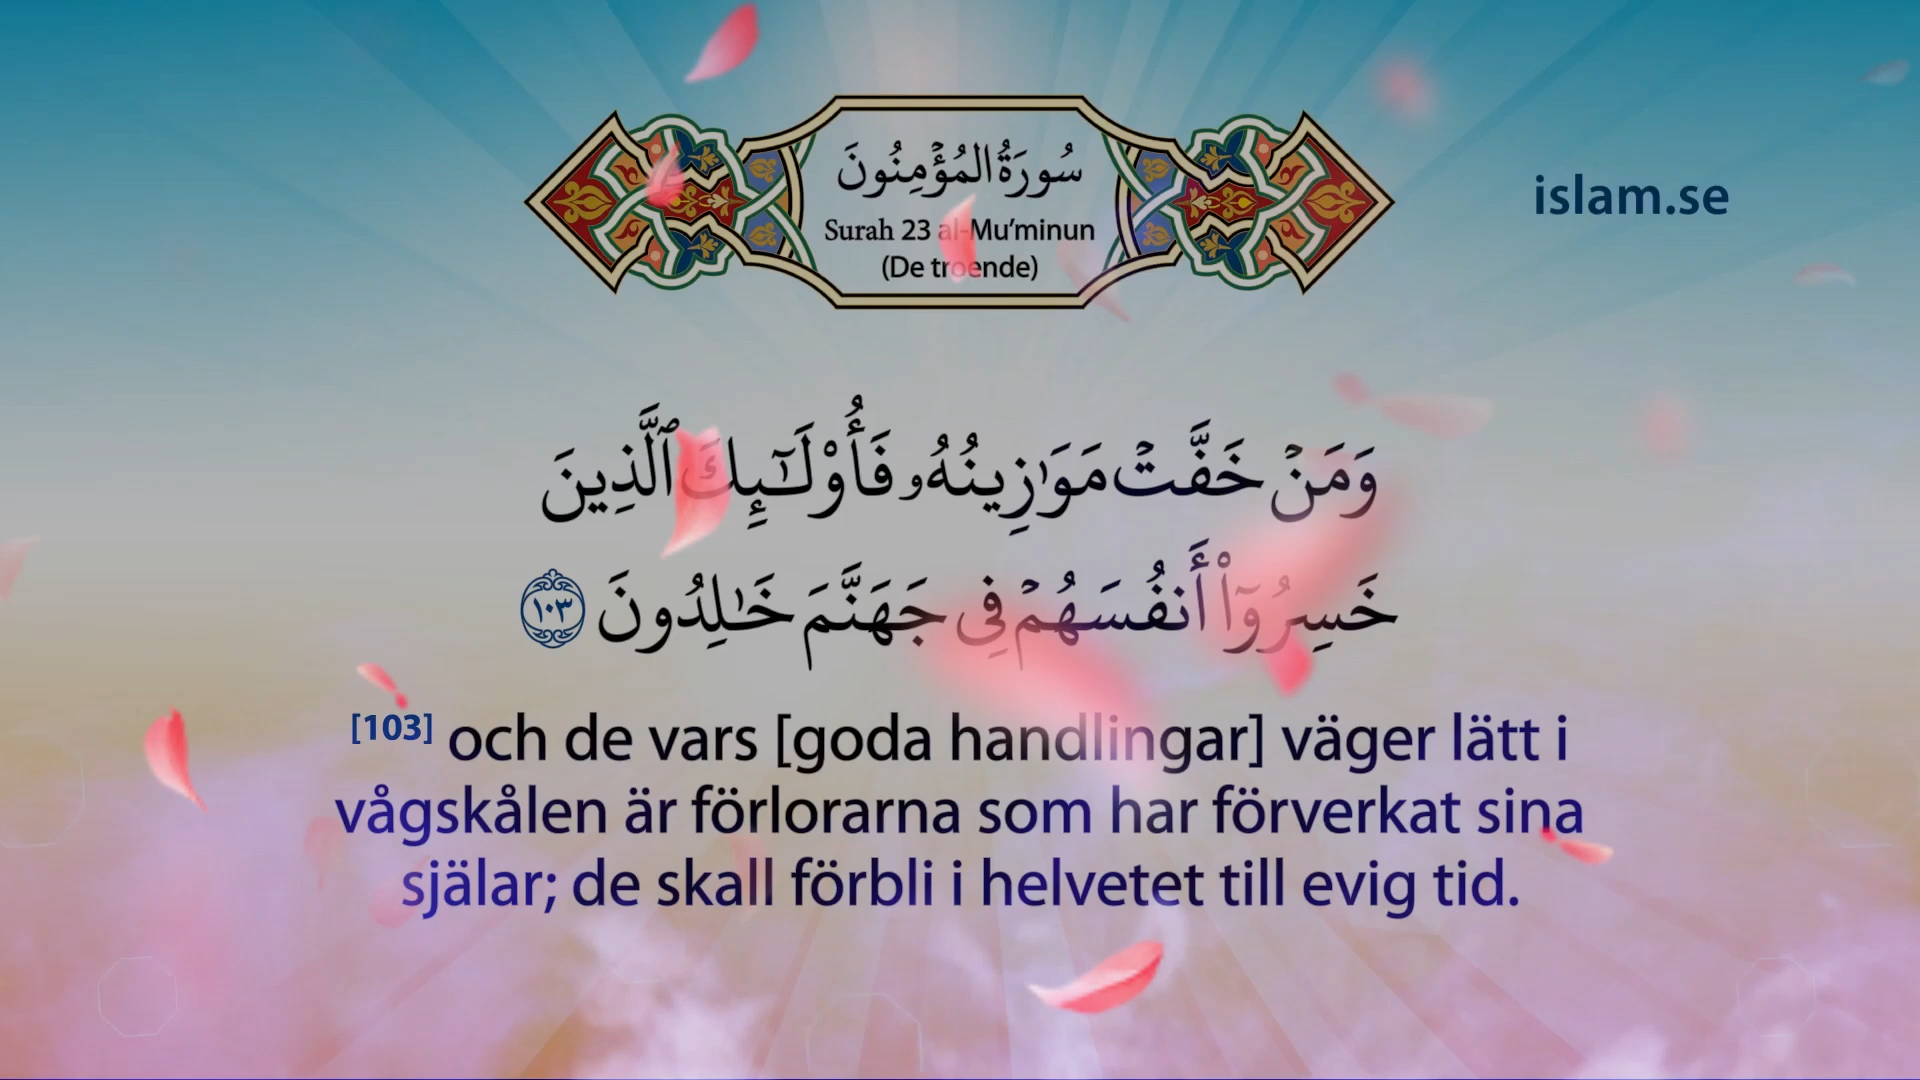 سُورَةُ المُؤۡمِنُونَ
Surah 23 al-Mu’minun
(De troende)
islam.se
وَمَنۡ خَفَّتۡ مَوَٰزِينُهُۥ فَأُوْلَـٰٓئِكَ ٱلَّذِينَ
خَسِرُوٓاْ أَنفُسَهُمۡ فِى جَهَنَّمَ خَـٰلِدُونَ ١٠٣
[103] och de vars [goda handlingar] väger lätt i
vågskålen är förlorarna som har förverkat sina
själar; de skall förbli i helvetet till evig tid.